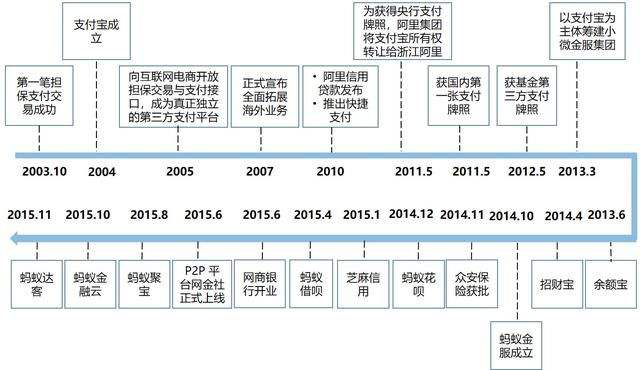 第一笔担
保支付交
易成功
支付宝成
立
向互联网电商开放
担保交易与支付接
口，成为真正独立
的第三方支付平台
正式宣布
全面拓展
海外业务
• 阿里信用
贷款发布
• 推出快捷
支付
为获得央行支付
牌照，阿里集团
将支付宝所有权
转让给浙江阿里
获国内第
一张支付
牌照
获基金第
三方支付
牌照
以支付宝为
主体筹建小
微金服集团
2003.10 2004 2005 2007 2010 2011.5 2011.5 2012.5 2013.3
2015.11 2015.10 2015.8 2015.6 2015.6 2015.4 2015.1 2014.12 2014.11 2014.10 2014.4 2013.6
蚂蚁达
客
蚂蚁金
融云
蚂蚁聚
宝
P2P 平
台网金社
正式上线
网商银
行开业
蚂蚁
借呗
芝麻
信用
蚂蚁花
呗
众安保
险获批
蚂蚁金
服成立
招财宝
余额宝